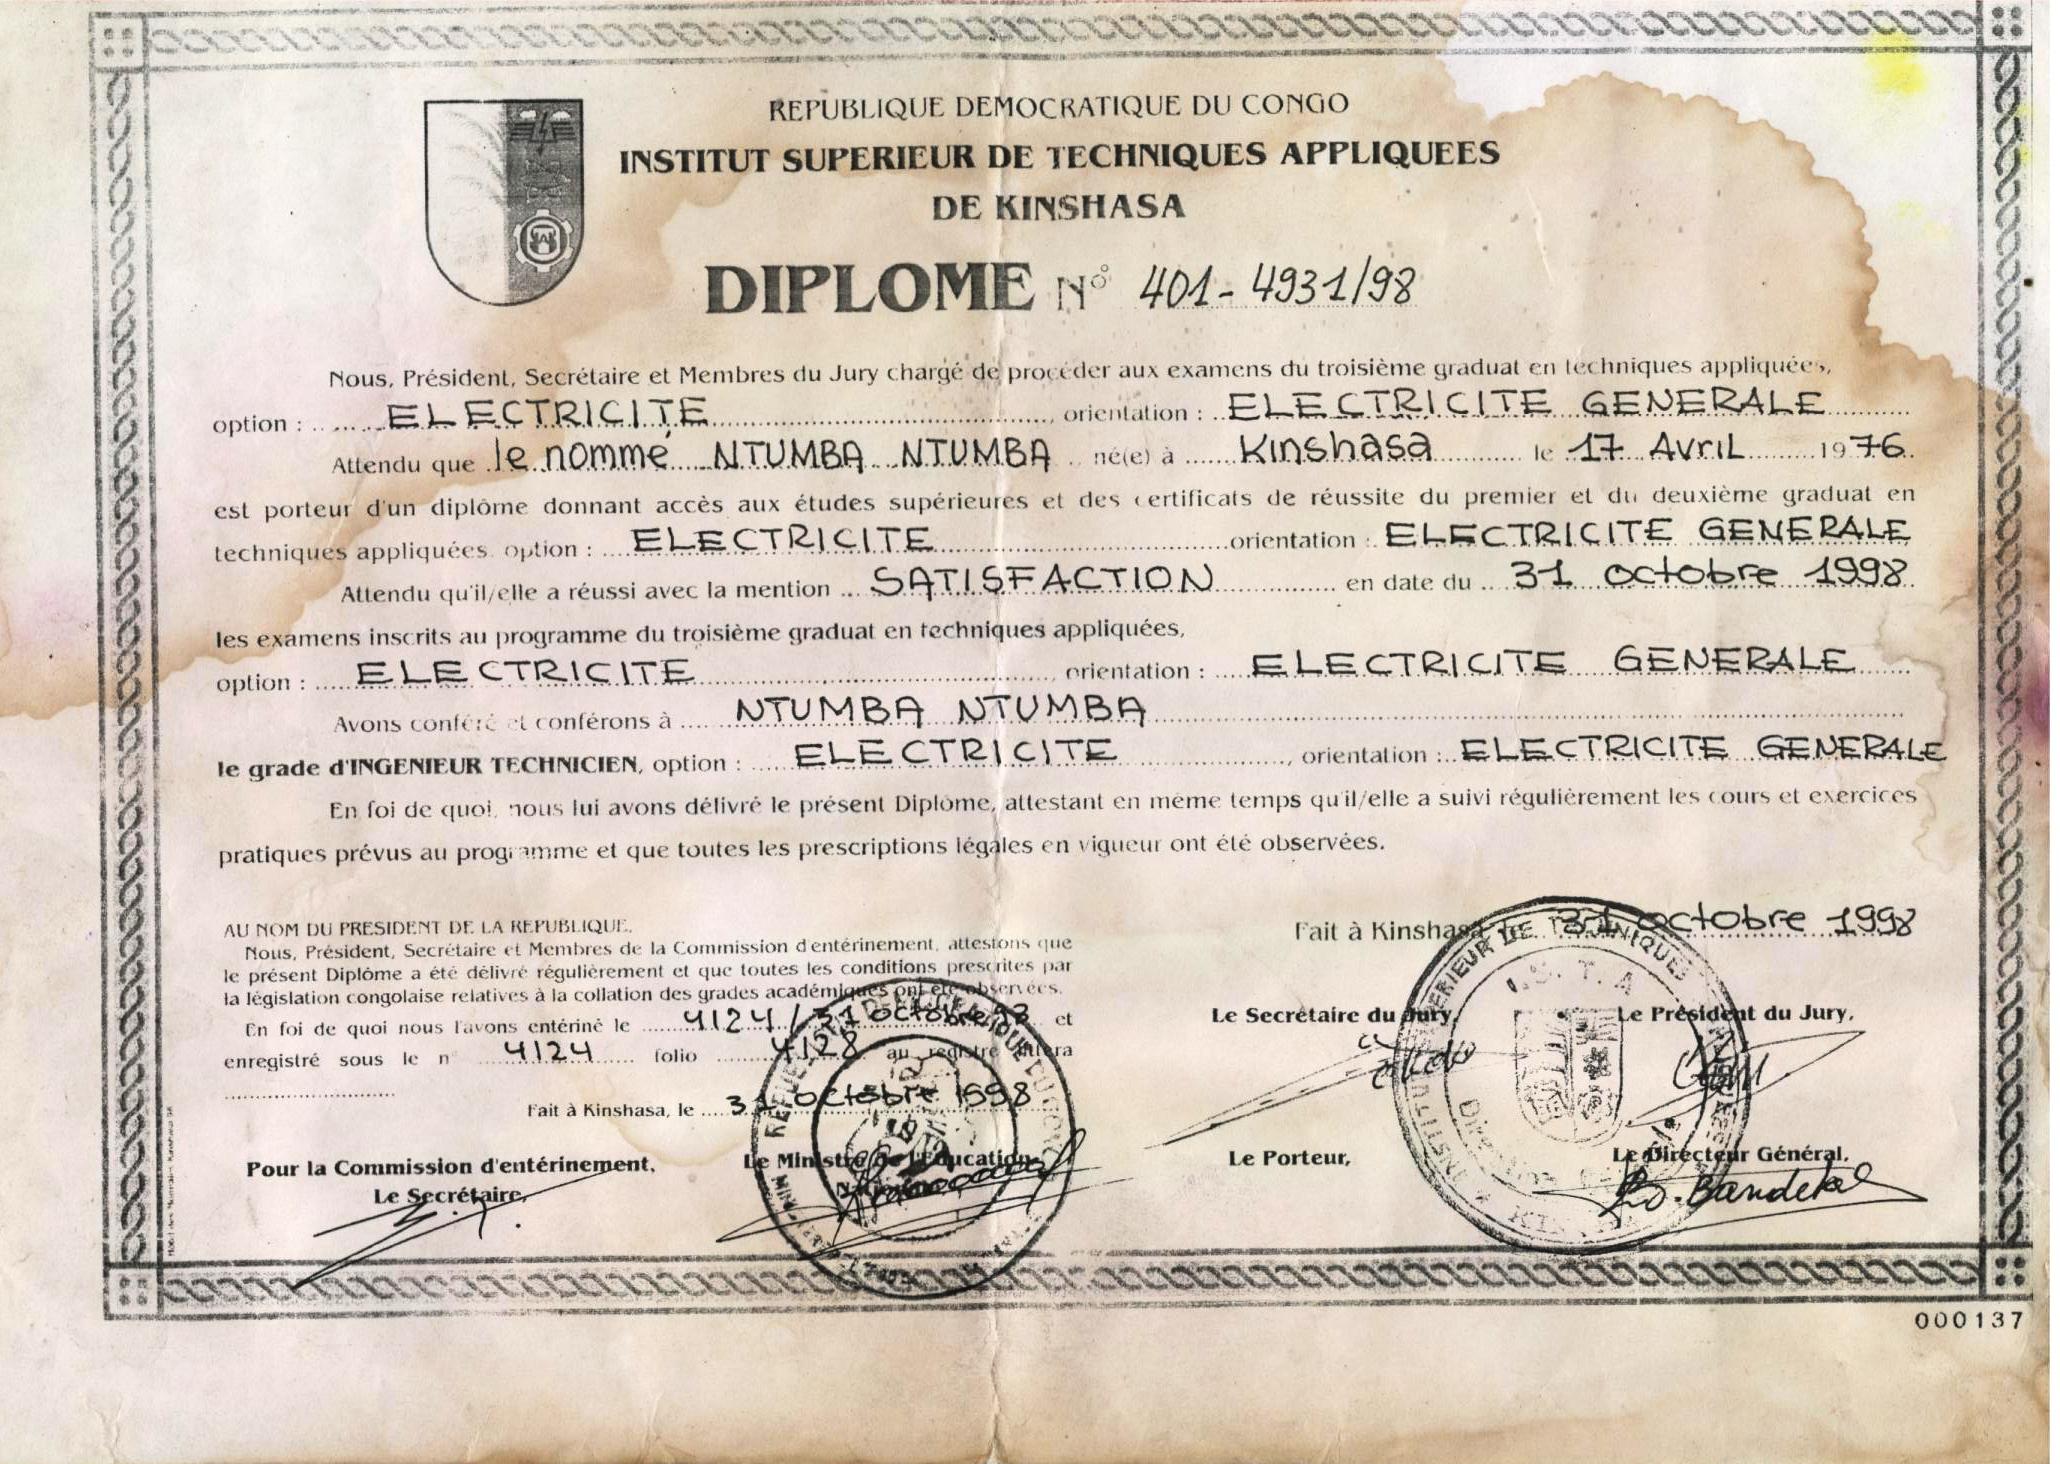 REPUBLIQUE DEMOCRATIQUE DU CONGO
INSTITUT SUPERIEUR DE TECHNIQUES APPLIQUEES
DE KINSHASA
DIPLOME N° 401-4931/98
Nous, Président, Secrétaire et Membres du Jury chargé de procéder aux examens du troisième graduat en techniques appliquées,
option : ELECTRICITE, orientation : ELECTRICITE GENERALE
Attendu que le nommé NTUMBA NTUMBA né(e) à Kinshasa le 17 Avril 1976
est porteur d'un diplôme donnant accès aux études supérieures et des certificats de réussite du premier et du deuxième graduat en
techniques appliquées, option : ELECTRICITE orientation : ELECTRICITE GENERALE
Attendu qu'il/elle a réussi avec la mention SATISFACTION en date du 31 octobre 1998
les examens inscrits au programme du troisième graduat en techniques appliquées,
option : ELECTRICITE, orientation : ELECTRICITE GENERALE
Avons conféré et conférons à NTUMBA NTUMBA
le grade d'INGENIEUR TECHNICIEN, option : ELECTRICITE, orientation : ELECTRICITE GENERALE
En foi de quoi, nous lui avons délivré le présent Diplôme, attestant en même temps qu'il/elle a suivi régulièrement les cours et exercices
pratiques prévus au programme et que toutes les prescriptions légales en vigueur ont été observées.
AU NOM DU PRESIDENT DE LA REPUBLIQUE,
Nous, Président, Secrétaire et Membres de la Commission d'entérinement, attestons que
le présent Diplôme a été délivré régulièrement et que toutes les conditions prescrites par
la législation congolaise relatives à la collation des grades académiques ont été observées.
En foi de quoi nous l'avons entériné le 4124/31 octobre 98 et
enregistré sous le n° 4124 folio 4128 au registre littera
Fait à Kinshasa, le 31 octobre 1998
Pour la Commission d'entérinement,
Le Secrétaire,
Le Ministre de l'Education
Fait à Kinshasa, le 31 octobre 1998
Le Secrétaire du Jury,
Le Président du Jury,
I.S.T.A
Le Porteur,
Le Directeur Général,
000137